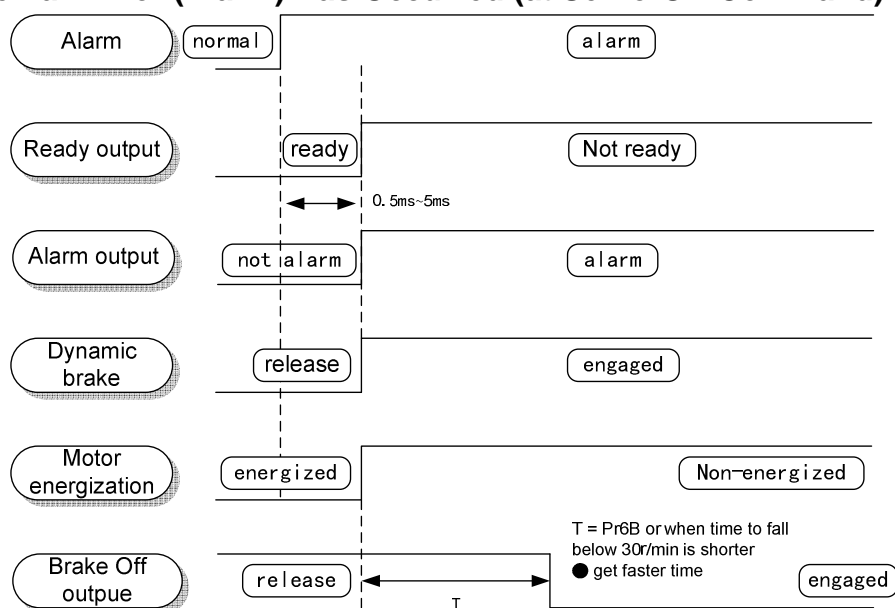 Alarm normal alarm
Ready output ready Not ready
0.5ms~5ms
Alarm output not alarm alarm
Dynamic
brake release engaged
Motor
energization energized Non-energized
T = Pr6B or when time to fall
below 30r/min is shorter
● get faster time
Brake Off
outpue release engaged
T